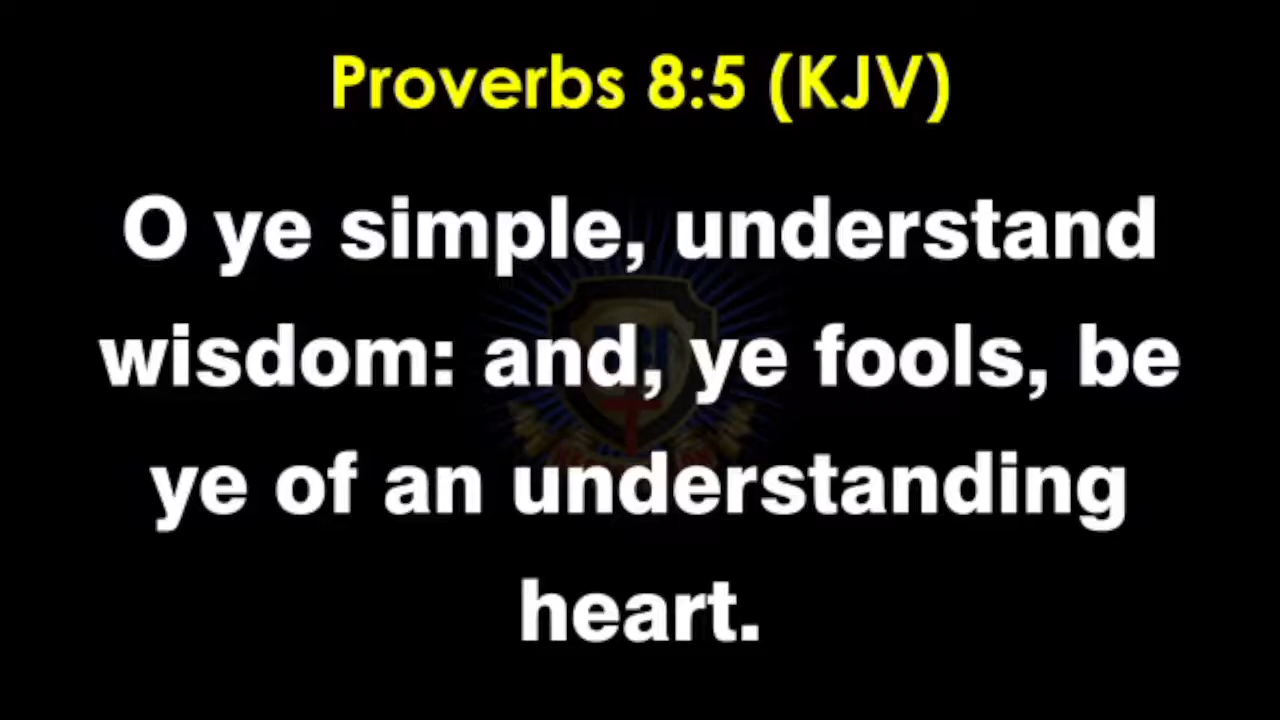 Proverbs 8:5 (KJV)
O ye simple, understand
wisdom: and, ye fools, be
ye of an understanding
heart.